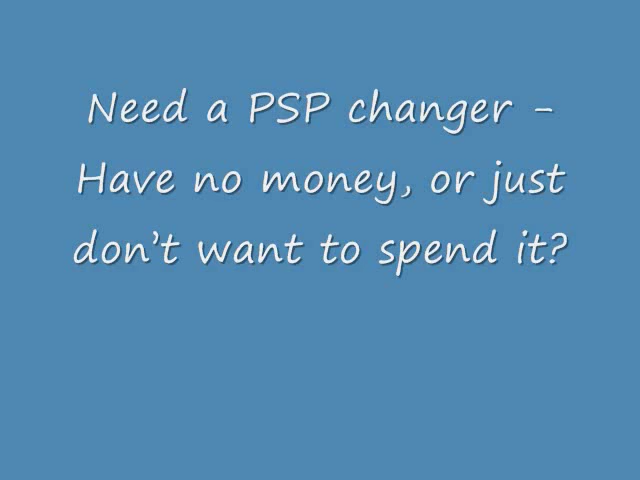 Need a PSP changer -
Have no money, or just
don't want to spend it?